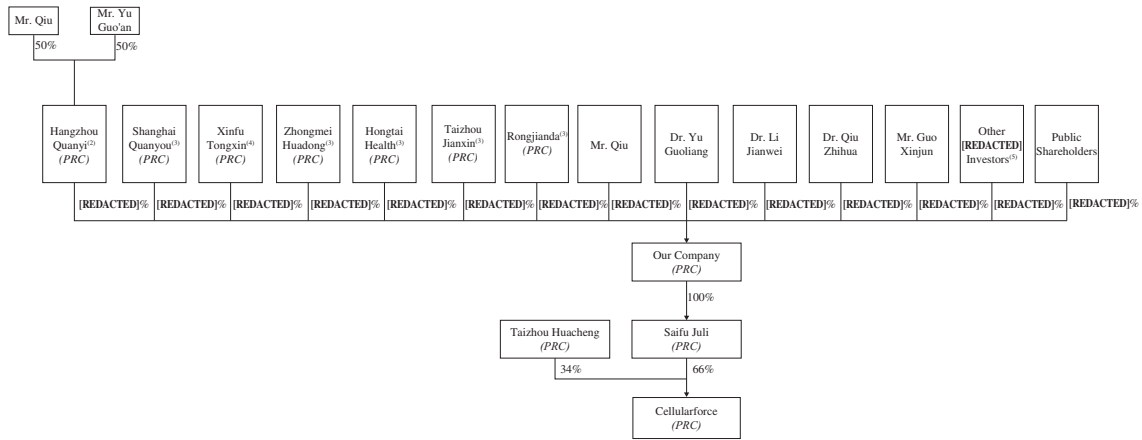 Mr. Qiu
Mr. Yu
Guo'an
50%
50%
Hangzhou
Quanyi(2)
(PRC)
Shanghai
Quanyou(3)
(PRC)
Xinfu
Tongxin(4)
(PRC)
Zhongmei
Huadong(3)
(PRC)
Hongtai
Health(3)
(PRC)
Taizhou
Jianxin(3)
(PRC)
Rongjianda(3)
(PRC)
Mr. Qiu
Dr. Yu
Guoliang
Dr. Li
Jianwei
Dr. Qiu
Zhihua
Mr. Guo
Xinjun
Other
[REDACTED]
Investors(5)
Public
Shareholders
[REDACTED]%
[REDACTED]%
[REDACTED]%
[REDACTED]%
[REDACTED]%
[REDACTED]%
[REDACTED]%
[REDACTED]%
[REDACTED]%
[REDACTED]%
[REDACTED]%
[REDACTED]%
[REDACTED]%
[REDACTED]%
Our Company
(PRC)
100%
Taizhou Huacheng
(PRC)
Saifu Juli
(PRC)
34%
66%
Cellularforce
(PRC)